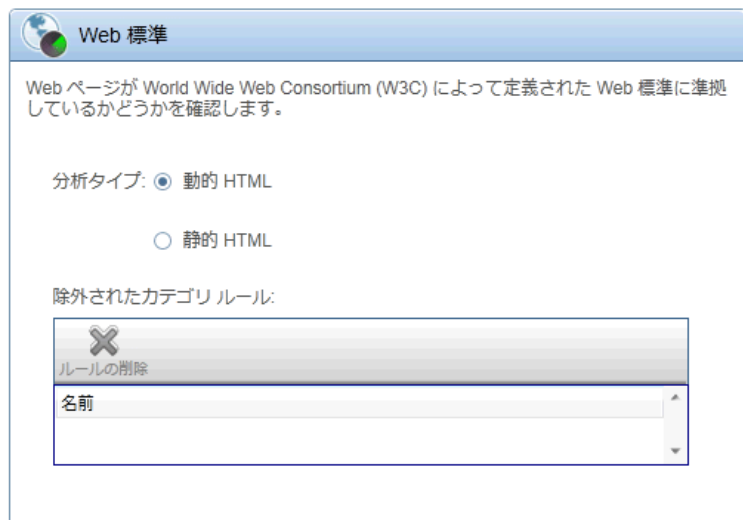 Web 標準
Web ページが World Wide Web Consortium (W3C) によって定義された Web 標準に準拠
しているかどうかを確認します。
分析タイプ: 動的 HTML
静的 HTML
除外されたカテゴリ ルール:
ルールの削除
名前